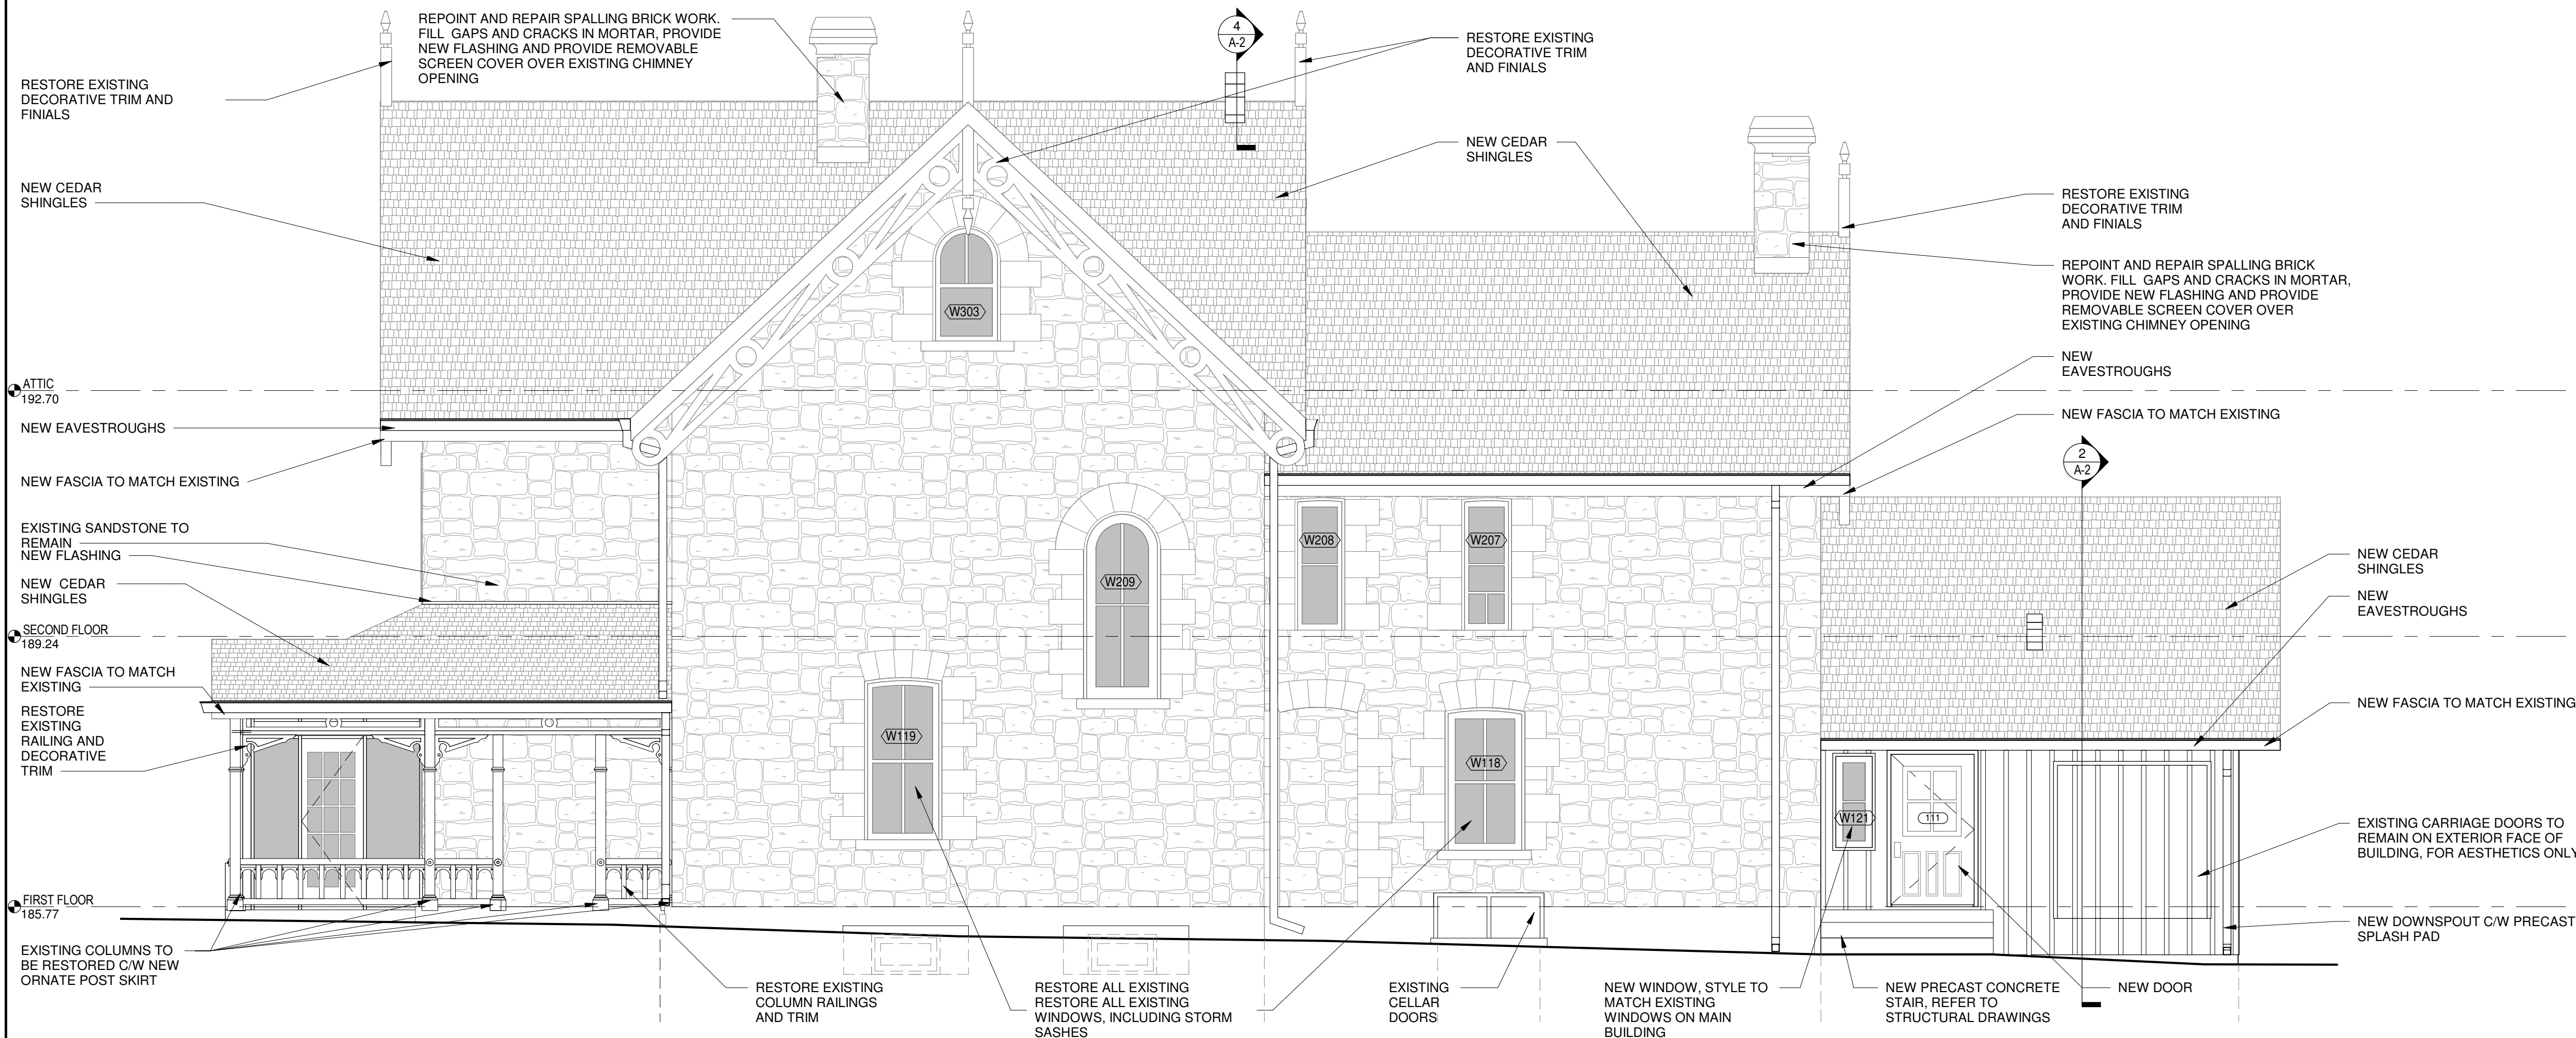 REPOINT AND REPAIR SPALLING BRICK WORK.
FILL  GAPS AND CRACKS IN MORTAR, PROVIDE
NEW FLASHING AND PROVIDE REMOVABLE
SCREEN COVER OVER EXISTING CHIMNEY
OPENING
4
A-2
RESTORE EXISTING
DECORATIVE TRIM
AND FINIALS
RESTORE EXISTING
DECORATIVE TRIM AND
FINIALS
NEW CEDAR
SHINGLES
NEW CEDAR
SHINGLES
RESTORE EXISTING
DECORATIVE TRIM
AND FINIALS
REPOINT AND REPAIR SPALLING BRICK
WORK. FILL  GAPS AND CRACKS IN MORTAR,
PROVIDE NEW FLASHING AND PROVIDE
REMOVABLE SCREEN COVER OVER
EXISTING CHIMNEY OPENING
W303
NEW
EAVESTROUGHS
ATTIC
192.70
NEW EAVESTROUGHS
NEW FASCIA TO MATCH EXISTING
NEW FASCIA TO MATCH EXISTING
2
A-2
EXISTING SANDSTONE TO
REMAIN
NEW FLASHING
W208
W207
W209
NEW  CEDAR
SHINGLES
NEW CEDAR
SHINGLES
NEW
EAVESTROUGHS
SECOND FLOOR
189.24
NEW FASCIA TO MATCH
EXISTING
NEW FASCIA TO MATCH EXISTING
RESTORE
EXISTING
RAILING AND
DECORATIVE
TRIM
W119
W118
W121
111
EXISTING CARRIAGE DOORS TO
REMAIN ON EXTERIOR FACE OF
BUILDING, FOR AESTHETICS ONLY
FIRST FLOOR
185.77
NEW DOWNSPOUT C/W PRECAST
SPLASH PAD
EXISTING COLUMNS TO
BE RESTORED C/W NEW
ORNATE POST SKIRT
RESTORE EXISTING
COLUMN RAILINGS
AND TRIM
RESTORE ALL EXISTING
RESTORE ALL EXISTING
WINDOWS, INCLUDING STORM
SASHES
EXISTING
CELLAR
DOORS
NEW WINDOW, STYLE TO
MATCH EXISTING
WINDOWS ON MAIN
BUILDING
NEW PRECAST CONCRETE
STAIR, REFER TO
STRUCTURAL DRAWINGS
NEW DOOR